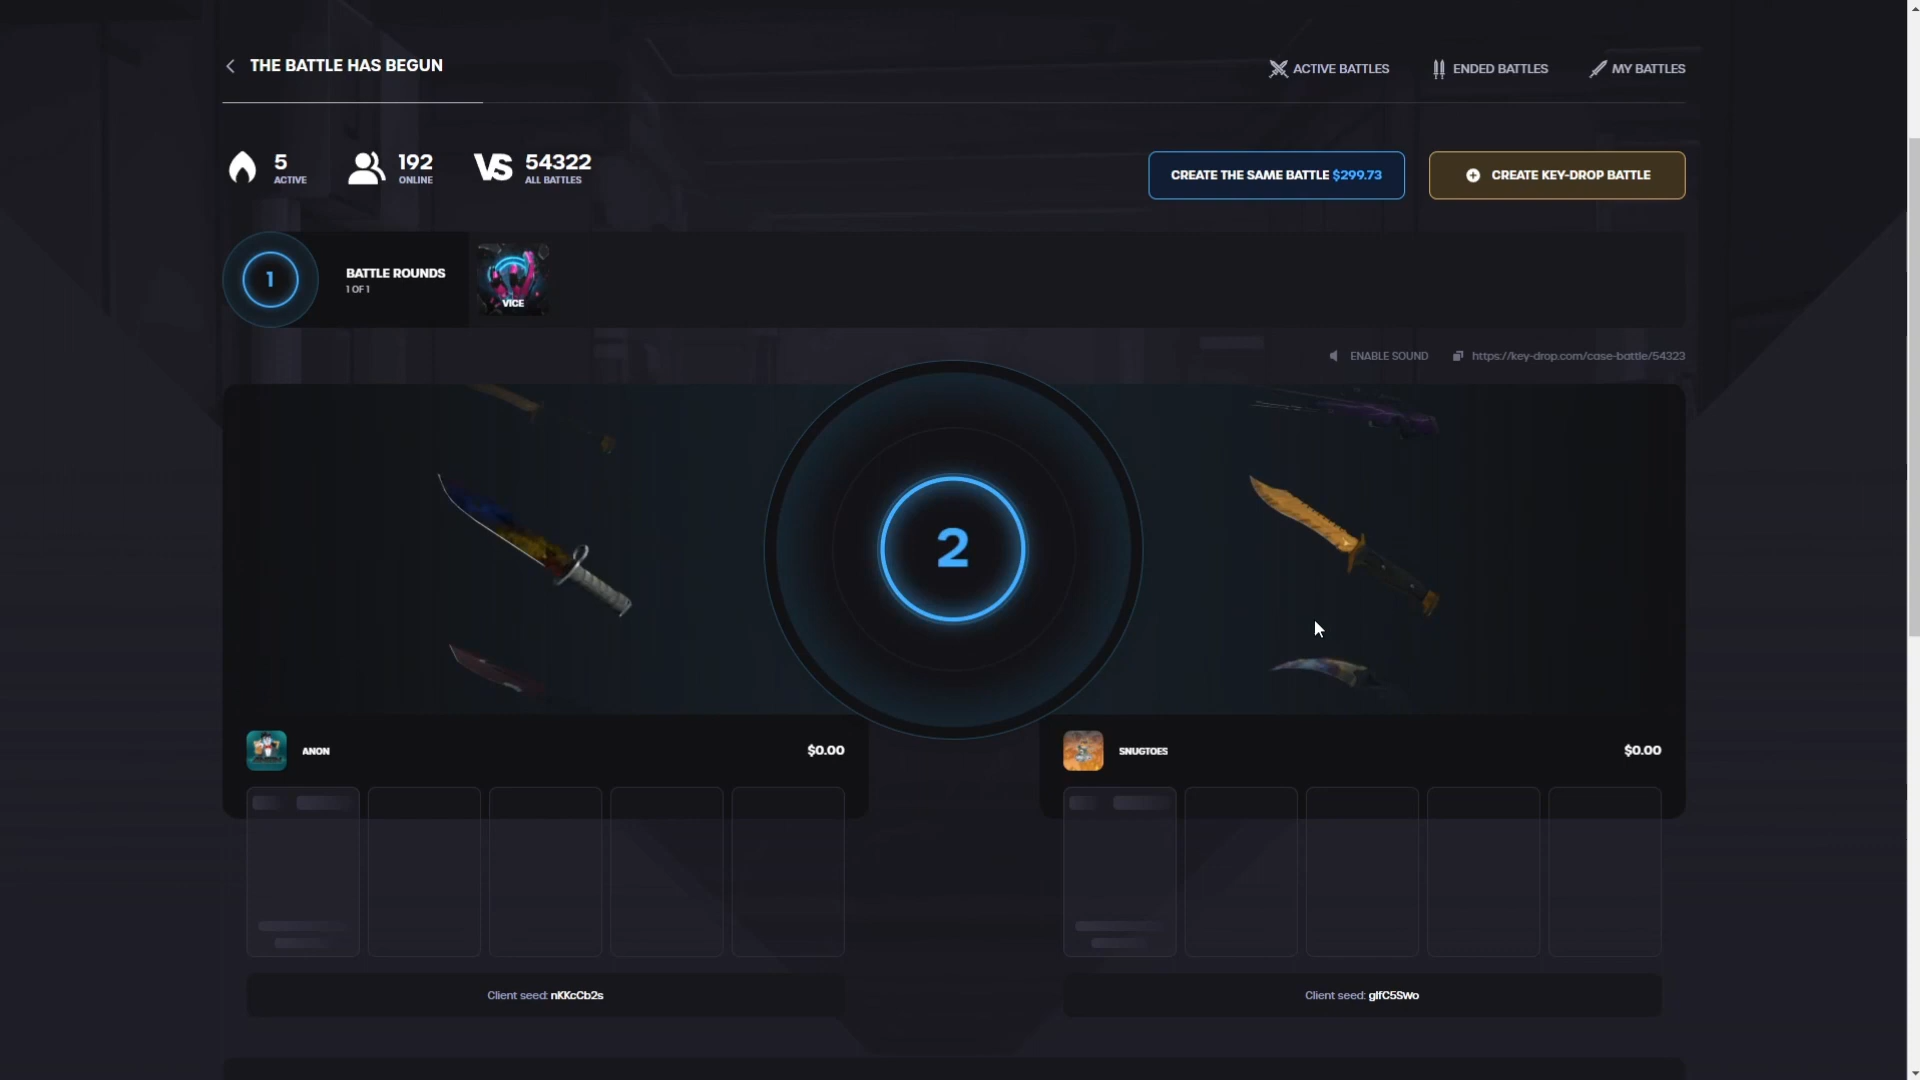 THE BATTLE HAS BEGUN
ACTIVE BATTLES
ENDED BATTLES
MY BATTLES
5
ACTIVE
192
ONLINE
VS
54322
ALL BATTLES
CREATE THE SAME BATTLE $299.73
CREATE KEY-DROP BATTLE
1
BATTLE ROUNDS
1 OF 1
VICE
ENABLE SOUND
https://key-drop.com/case-battle/54323
2
ANON
$0.00
SNUGTOES
$0.00
Client seed: nKKcCb2s
Client seed: glfC5SWo